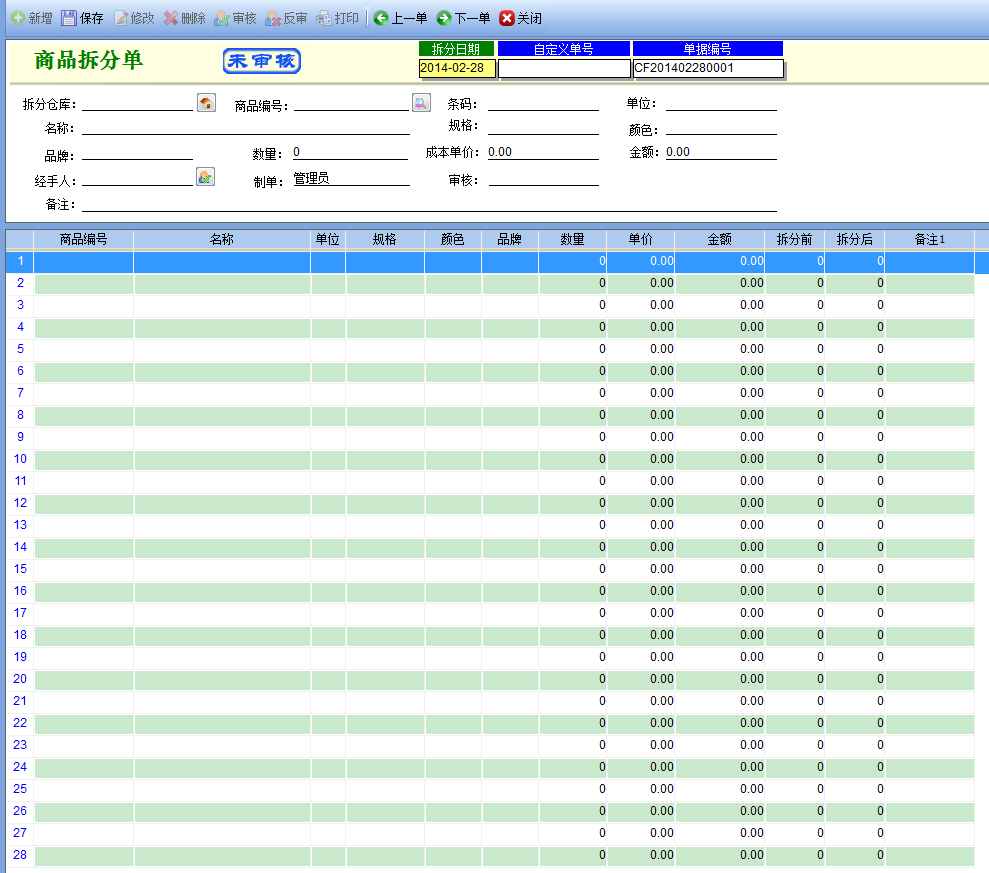 新增 保存 修改 删除 审核 反审 打印 上一单 下一单 关闭
商品拆分单 未审核 拆分日期 自定义单号 单据编号
2014-02-28 CF201402280001
拆分仓库: 商品编号: 条码: 单位:
名称: 规格: 颜色:
品牌: 数量: 0 成本单价: 0.00 金额: 0.00
经手人: 制单: 管理员 审核:
备注:
商品编号 名称 单位 规格 颜色 品牌 数量 单价 金额 拆分前 拆分后 备注1
1 0 0.00 0.00 0 0
2 0 0.00 0.00 0 0
3 0 0.00 0.00 0 0
4 0 0.00 0.00 0 0
5 0 0.00 0.00 0 0
6 0 0.00 0.00 0 0
7 0 0.00 0.00 0 0
8 0 0.00 0.00 0 0
9 0 0.00 0.00 0 0
10 0 0.00 0.00 0 0
11 0 0.00 0.00 0 0
12 0 0.00 0.00 0 0
13 0 0.00 0.00 0 0
14 0 0.00 0.00 0 0
15 0 0.00 0.00 0 0
16 0 0.00 0.00 0 0
17 0 0.00 0.00 0 0
18 0 0.00 0.00 0 0
19 0 0.00 0.00 0 0
20 0 0.00 0.00 0 0
21 0 0.00 0.00 0 0
22 0 0.00 0.00 0 0
23 0 0.00 0.00 0 0
24 0 0.00 0.00 0 0
25 0 0.00 0.00 0 0
26 0 0.00 0.00 0 0
27 0 0.00 0.00 0 0
28 0 0.00 0.00 0 0